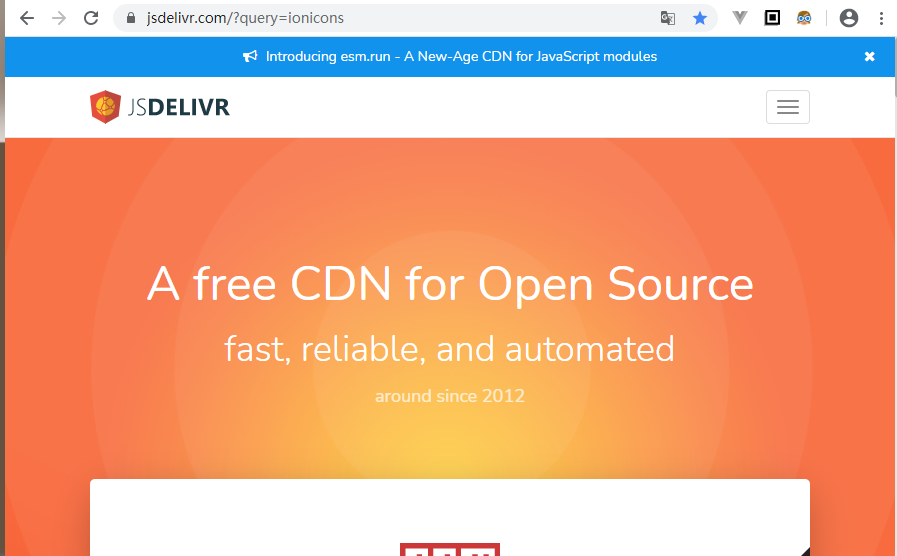 jsdelivr.com/?query=ionicons
Introducing esm.run - A New-Age CDN for JavaScript modules
JSDELIVR
A free CDN for Open Source
fast, reliable, and automated
around since 2012